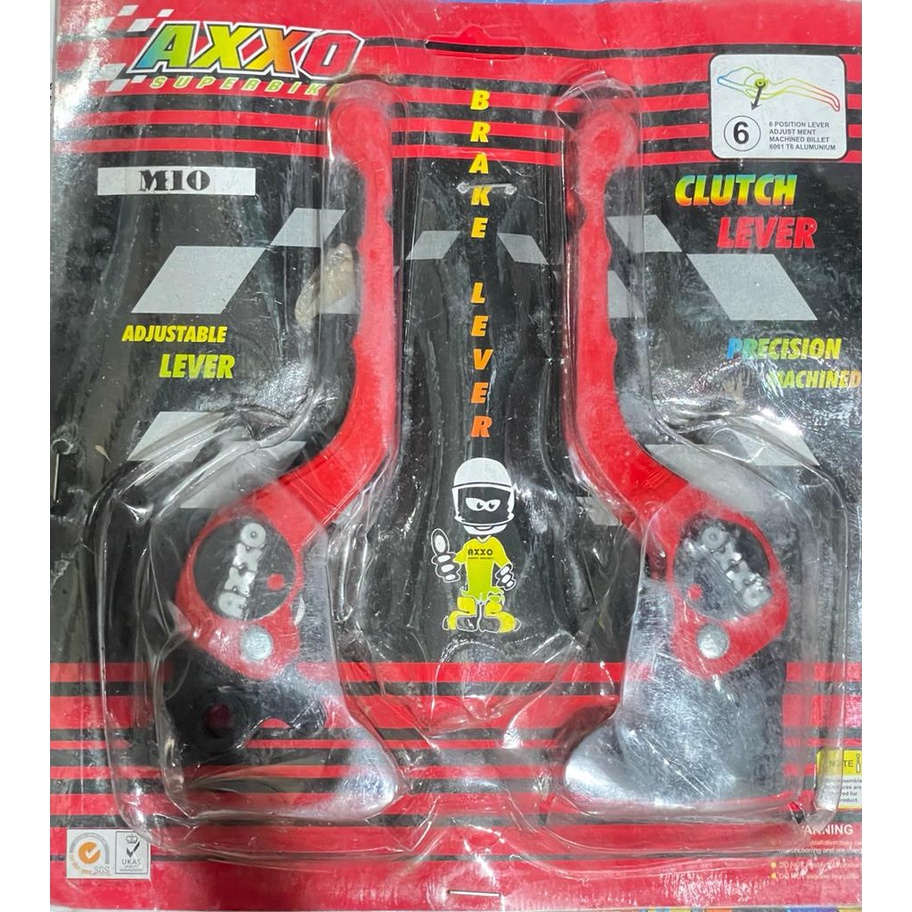 AXXO
SUPERBIKE
M10
ADJUSTABLE
LEVER
BRAKE LEVER
6
6 POSITION LEVER
ADJUST MENT
MACHINED BILLET
6061 T6 ALUMUNIUM
CLUTCH
LEVER
PRECISION
MACHINED
AXXO
AXXO
AXXO
SGS
UKAS
NOTE
WARNING